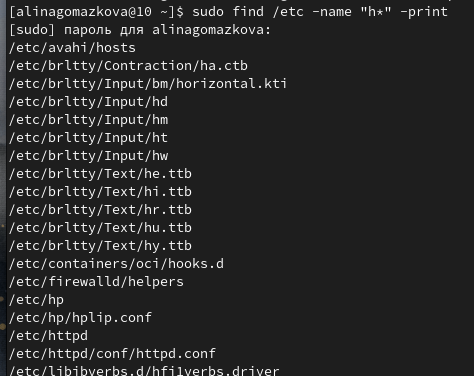 [alinagomazkova@10 ~]$ sudo find /etc -name "h*" -print
[sudo] пароль для alinagomazkova:
/etc/avahi/hosts
/etc/brltty/Contraction/ha.ctb
/etc/brltty/Input/bm/horizontal.kti
/etc/brltty/Input/hd
/etc/brltty/Input/hm
/etc/brltty/Input/ht
/etc/brltty/Input/hw
/etc/brltty/Text/he.ttb
/etc/brltty/Text/hi.ttb
/etc/brltty/Text/hr.ttb
/etc/brltty/Text/hu.ttb
/etc/brltty/Text/hy.ttb
/etc/containers/oci/hooks.d
/etc/firewalld/helpers
/etc/hp
/etc/hp/hplip.conf
/etc/httpd
/etc/httpd/conf/httpd.conf
/etc/libibverbs.d/hfi1verbs.driver